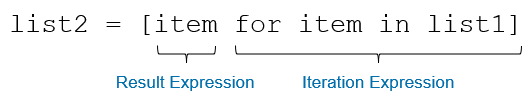 list2 = [item for item in list1]
Result Expression Iteration Expression